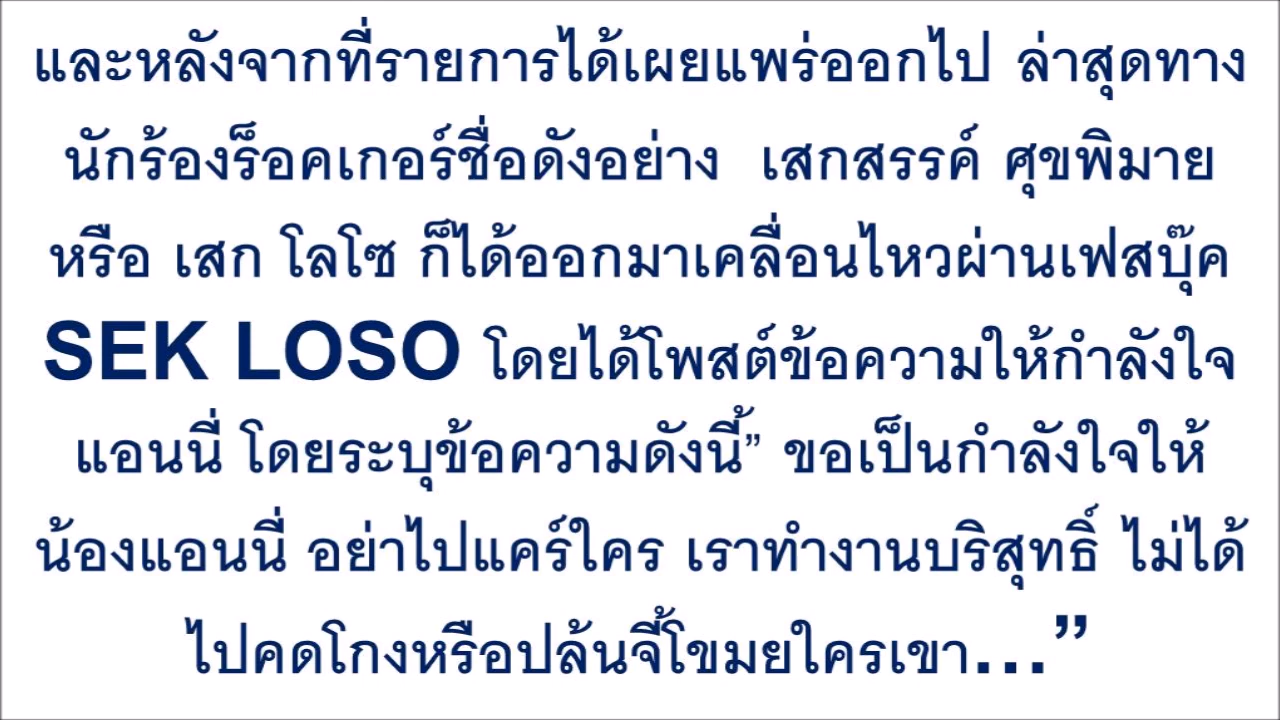 และหลังจากที่รายการได้เผยแพร่ออกไป ล่าสุดทาง
นักร้องร็อคเกอร์ชื่อดังอย่าง เสกสรรค์ ศุขพิมาย
หรือ เสก โลโซ ก็ได้ออกมาเคลื่อนไหวผ่านเฟสบุ๊ค
SEK LOSO โดยได้โพสต์ข้อความให้กำลังใจ
แอนนี่ โดยระบุข้อความดังนี้” ขอเป็นกำลังใจให้
น้องแอนนี่ อย่าไปแคร์ใคร เราทำงานบริสุทธิ์ ไม่ได้
ไปคดโกงหรือปล้นจี้โขมยใครเขา...”